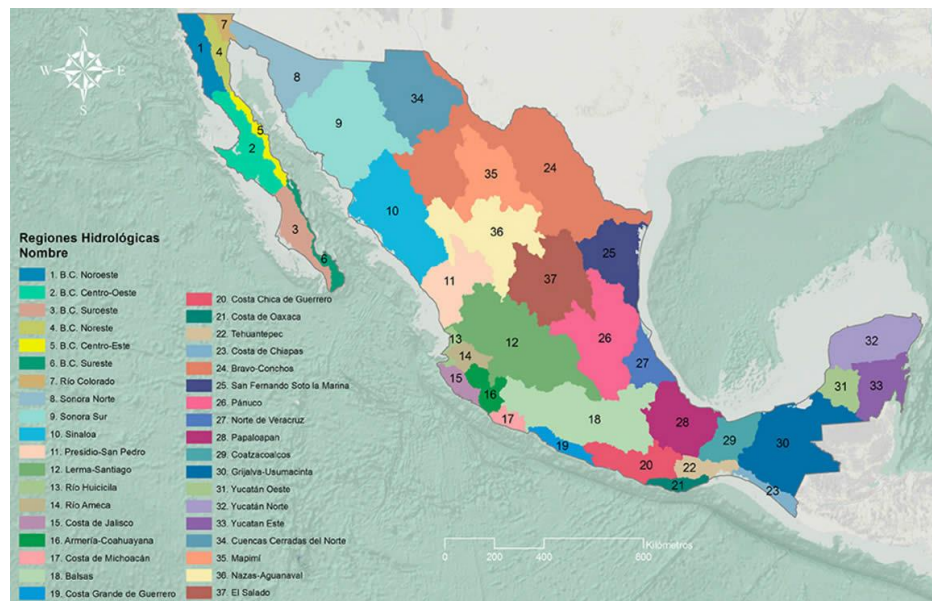 N
W
E
S
7
1
4
8
34
9
5
2
24
35
10
36
3
25
6
11
37
26
13
12
14
27
15
16
18
17
28
29
19
20
22
21
23
30
31
32
33
Regiones Hidrológicas
Nombre
1. B.C. Noroeste
2. B.C. Centro-Oeste
3. B.C. Suroeste
4. B.C. Noreste
5. B.C. Centro-Este
6. B.C. Sureste
7. Río Colorado
8. Sonora Norte
9. Sonora Sur
10. Sinaloa
11. Presidio-San Pedro
12. Lerma-Santiago
13. Río Huicicila
14. Río Ameca
15. Costa de Jalisco
16. Armería-Coahuayana
17. Costa de Michoacán
18. Balsas
19. Costa Grande de Guerrero
20. Costa Chica de Guerrero
21. Costa de Oaxaca
22. Tehuantepec
23. Costa de Chiapas
24. Bravo-Conchos
25. San Fernando Soto la Marina
26. Pánuco
27. Norte de Veracruz
28. Papaloapan
29. Coatzacoalcos
30. Grijalva-Usumacinta
31. Yucatán Oeste
32. Yucatán Norte
33. Yucatan Este
34. Cuencas Cerradas del Norte
35. Mapimí
36. Nazas-Aguanaval
37. El Salado
0 200 400 800
Kilómetros